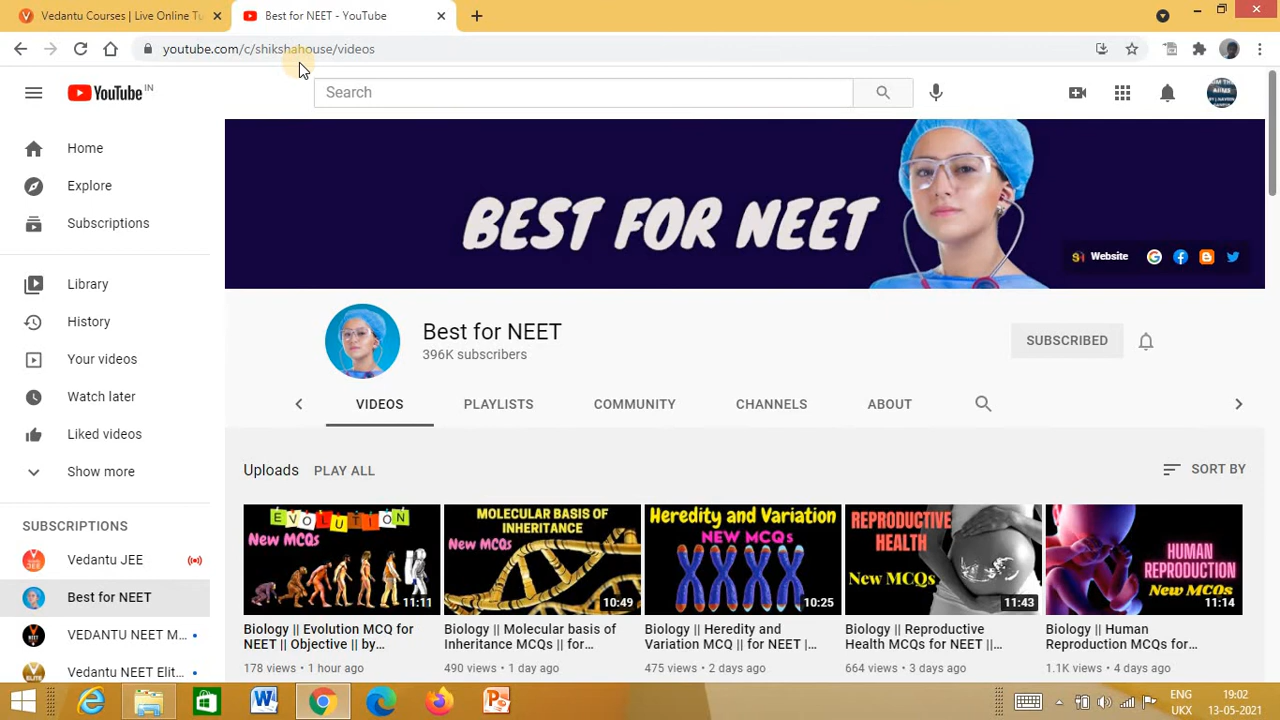 Vedantu Courses | Live Online Tu
Best for NEET - YouTube
youtube.com/c/shikshahouse/videos
YouTube IN
Search
Home
Explore
Subscriptions
Library
History
Your videos
Watch later
Liked videos
Show more
SUBSCRIPTIONS
Vedantu JEE
Best for NEET
VEDANTU NEET M...
Vedantu NEET Elit...
BEST FOR NEET
Website
Best for NEET
396K subscribers
SUBSCRIBED
VIDEOS PLAYLISTS COMMUNITY CHANNELS ABOUT
Uploads PLAY ALL SORT BY
EVOLUTION
New MCQs
11:11
Biology || Evolution MCQ for
NEET || Objective || by...
178 views • 1 hour ago
MOLECULAR BASIS OF
INHERITANCE
New MCQs
10:49
Biology || Molecular basis of
Inheritance MCQs || for...
490 views • 1 day ago
Heredity and Variation
NEW MCQs
10:25
Biology || Heredity and
Variation MCQ || for NEET |...
475 views • 2 days ago
REPRODUCTIVE
HEALTH
New MCQs
11:43
Biology || Reproductive
Health MCQs for NEET ||...
664 views • 3 days ago
HUMAN
REPRODUCTION
New MCQs
11:14
Biology || Human
Reproduction MCQs for...
1.1K views • 4 days ago
ENG
UKX
19:02
13-05-2021